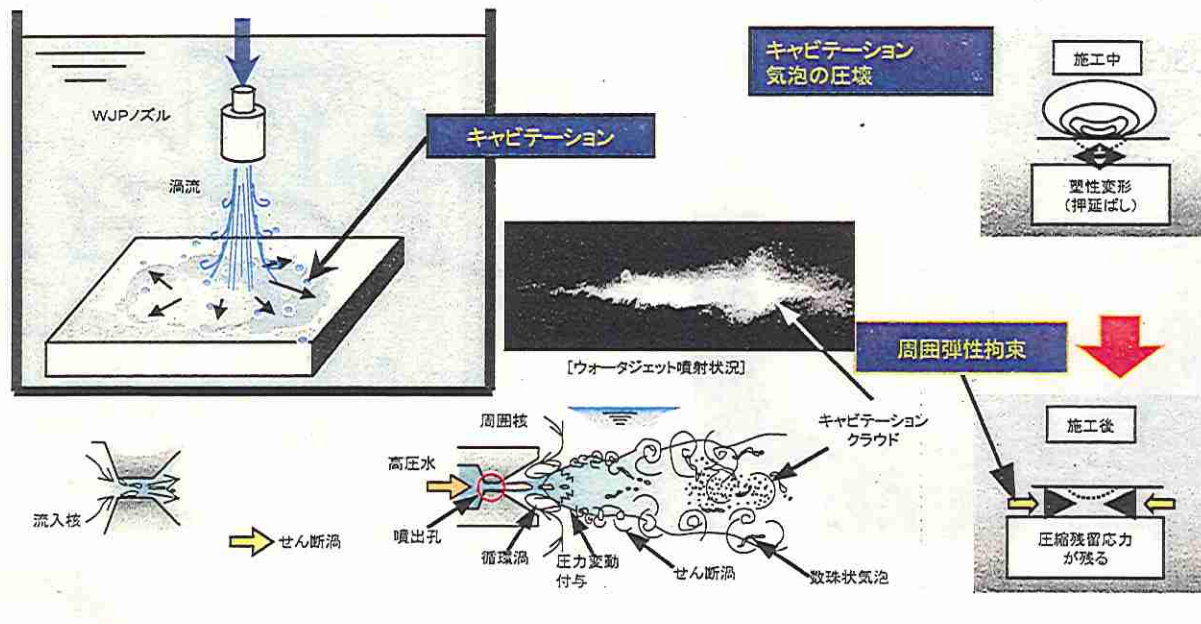 WJPノズル
渦流
キャビテーション
キャビテーション
気泡の圧壊
施工中
塑性変形
(押延ばし)
[ウォータジェット噴射状況]
周囲弾性拘束
施工後
圧縮残留応力
が残る
流入核
せん断渦
周囲核
高圧水
噴出孔
循環渦
圧力変動
付与
せん断渦
数珠状気泡
キャビテーション
クラウド